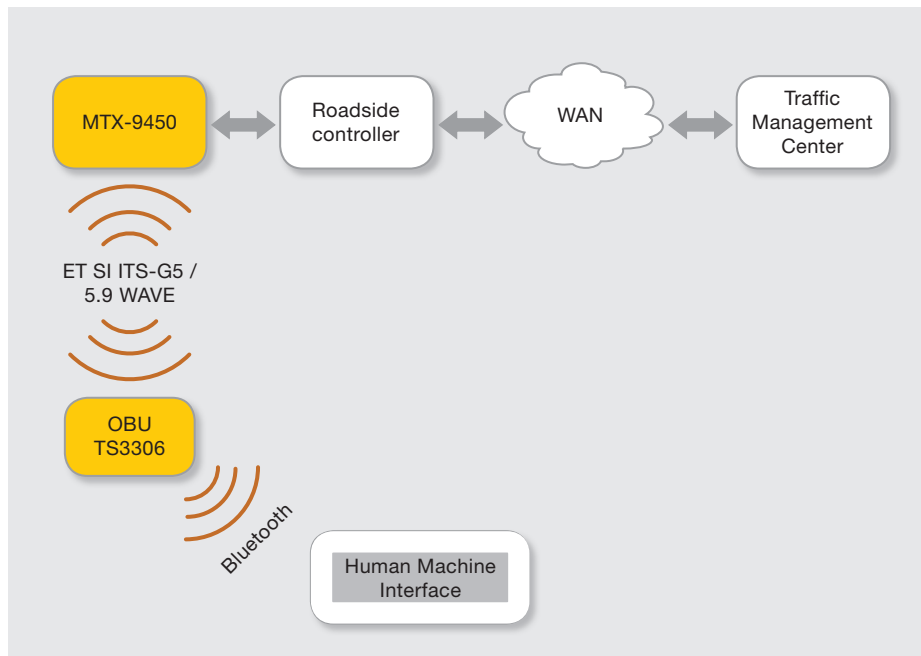 MTX-9450
Roadside
controller
WAN
Traffic
Management
Center
ET SI ITS-G5 /
5.9 WAVE
OBU
TS3306
Bluetooth
Human Machine
Interface